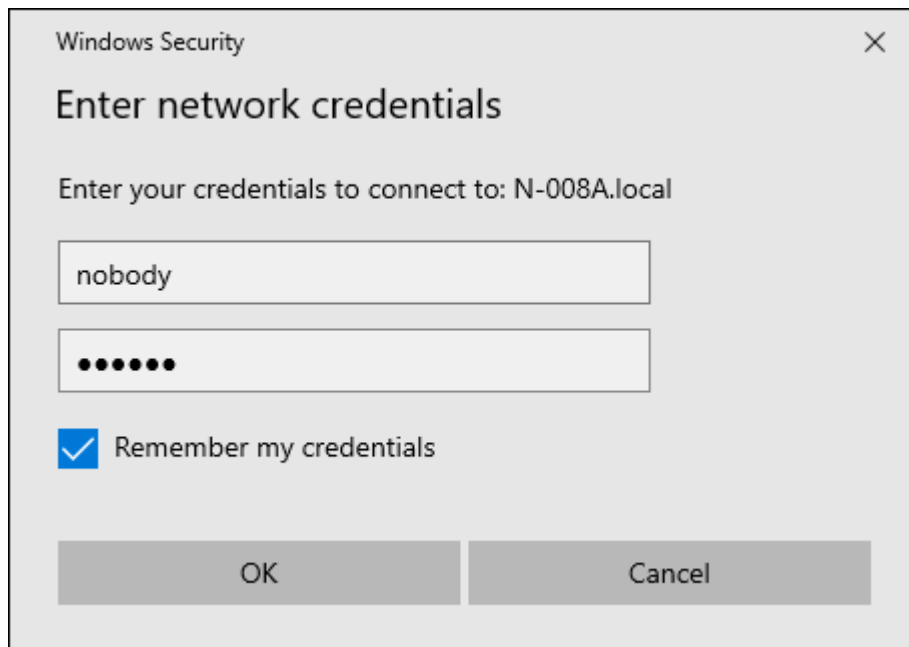 Windows Security
Enter network credentials
Enter your credentials to connect to: N-008A.local
nobody
••••••
Remember my credentials
OK
Cancel